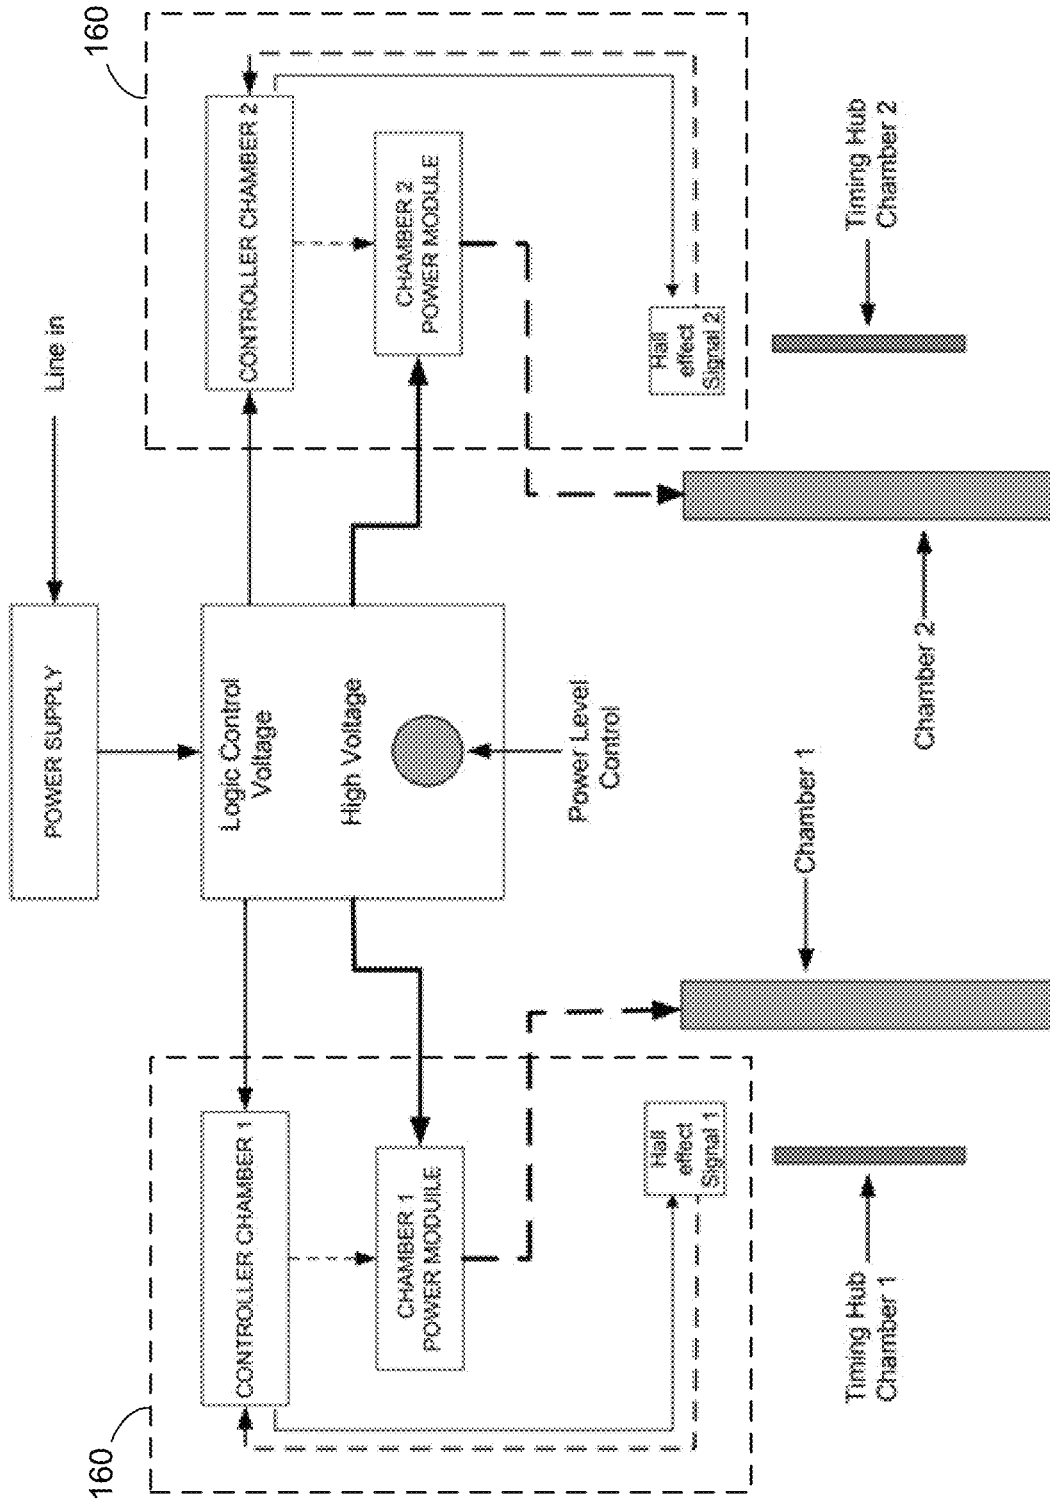 POWER SUPPLY
Line in
160
160
Logic Control
Voltage
High Voltage
Power Level
Control
CONTROLLER CHAMBER 1
CHAMBER 1
POWER MODUILE
Hall
effect
Signal 1
Timing Hub
Chamber 1
Chamber 1
CONTROLLER CHAMBER 2
CHAMBER 2
POWER MODULE
Hall
effect
Signal 2
Chamber 2
Timing Hub
Chamber 2